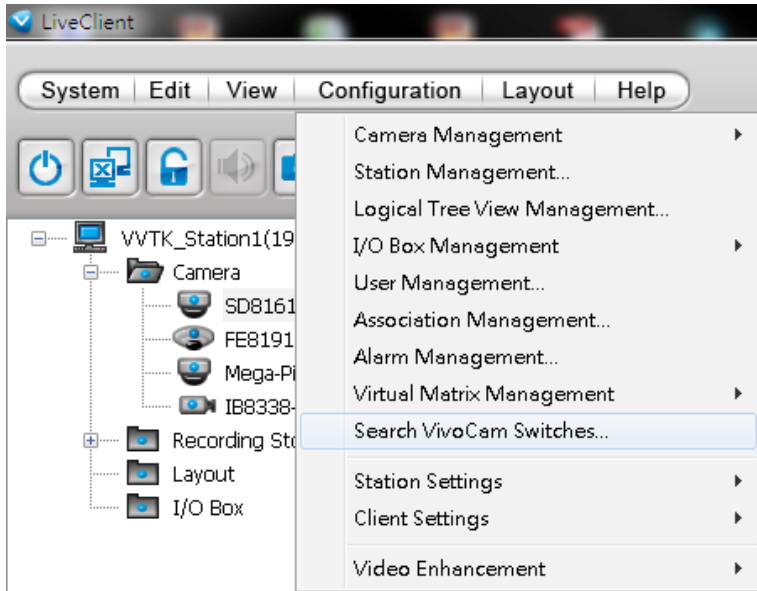 LiveClient
System Edit View Configuration Layout Help
Camera Management
Station Management...
Logical Tree View Management...
I/O Box Management
User Management...
Association Management...
Alarm Management...
Virtual Matrix Management
Search VivoCam Switches...
Station Settings
Client Settings
Video Enhancement
VVTK_Station1(19
Camera
SD8161
FE8191
Mega-Pi
IB8338-
Recording Sto
Layout
I/O Box